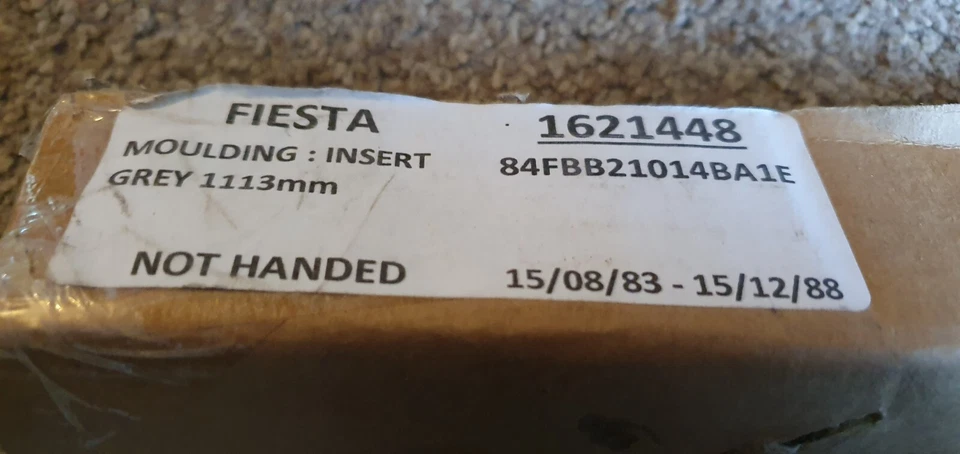 FIESTA
MOULDING : INSERT
GREY 1113mm
NOT HANDED
1621448
84FBB21014BA1E
15/08/83 - 15/12/88